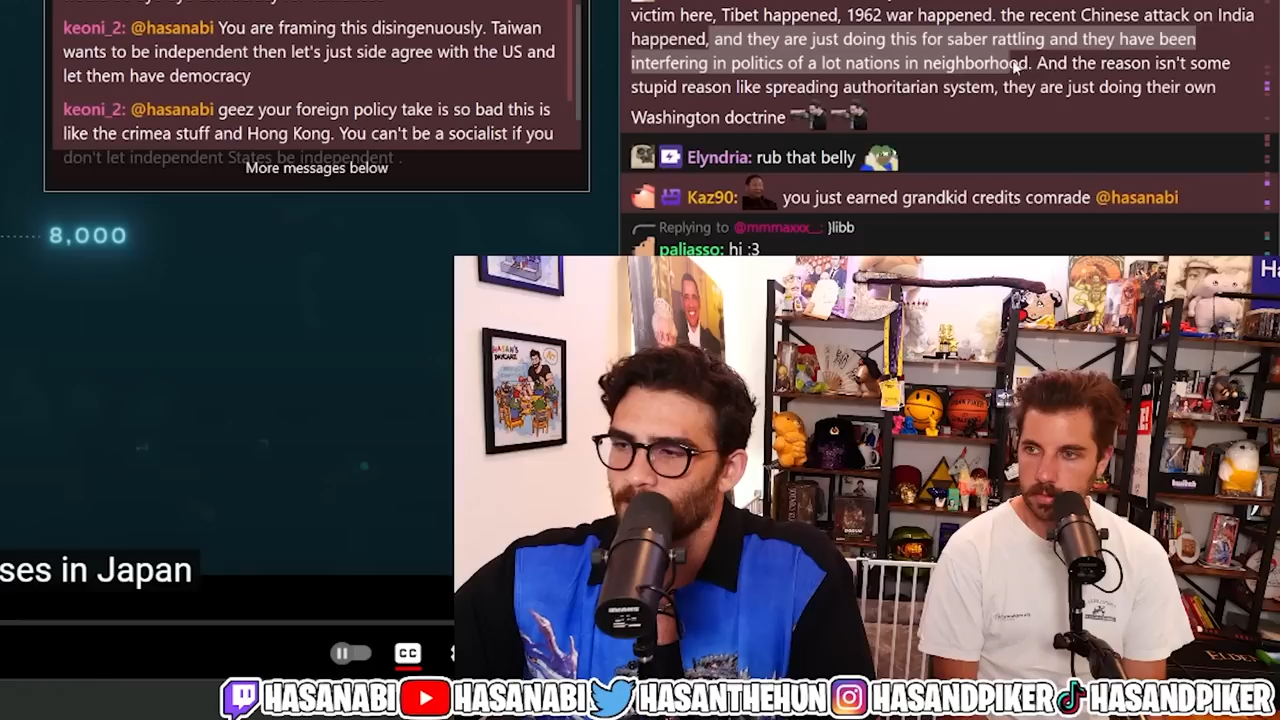 keoni_2: @hasanabi You are framing this disingenuously. Taiwan
wants to be independent then let's just side agree with the US and
let them have democracy
keoni_2: @hasanabi geez your foreign policy take is so bad this is
like the crimea stuff and Hong Kong. You can't be a socialist if you
don't let independent States be independent .
More messages below
8,000
victim here, Tibet happened, 1962 war happened. the recent Chinese attack on India
happened, and they are just doing this for saber rattling and they have been
interfering in politics of a lot nations in neighborhood. And the reason isn't some
stupid reason like spreading authoritarian system, they are just doing their own
Washington doctrine
Elyndria: rub that belly
Kaz90: you just earned grandkid credits comrade @hasanabi
Replying to @mmmaxxx__: )libb
paliasso: hi :3
Ha
ses in Japan
CC
HASANABI HASANABI HASANTHEHUN HASANDPIKER HASANDPIKER